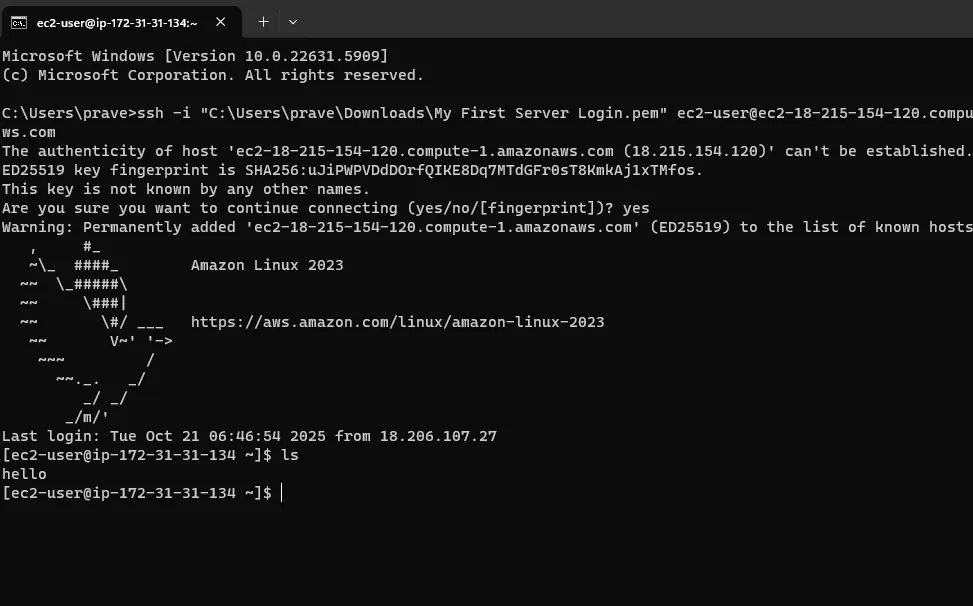 ec2-user@ip-172-31-31-134:~
Microsoft Windows [Version 10.0.22631.5909]
(c) Microsoft Corporation. All rights reserved.
C:\Users\prave>ssh -i "C:\Users\prave\Downloads\My First Server Login.pem" ec2-user@ec2-18-215-154-120.compu
ws.com
The authenticity of host 'ec2-18-215-154-120.compute-1.amazonaws.com (18.215.154.120)' can't be established.
ED25519 key fingerprint is SHA256:uJiPWPVDdDOrfQIKE8Dq7MTdGFr0sT8KmkAj1xTMfos.
This key is not known by any other names.
Are you sure you want to continue connecting (yes/no/[fingerprint])? yes
Warning: Permanently added 'ec2-18-215-154-120.compute-1.amazonaws.com' (ED25519) to the list of known hosts
   ,     #_
   ~\_  ####_        Amazon Linux 2023
  ~~  \_#####\
  ~~     \###|
  ~~       \#/ ___   https://aws.amazon.com/linux/amazon-linux-2023
   ~~       V~' '->
    ~~~         /
      ~~._.   _/
         _/ _/
       _/m/'
Last login: Tue Oct 21 06:46:54 2025 from 18.206.107.27
[ec2-user@ip-172-31-31-134 ~]$ ls
hello
[ec2-user@ip-172-31-31-134 ~]$